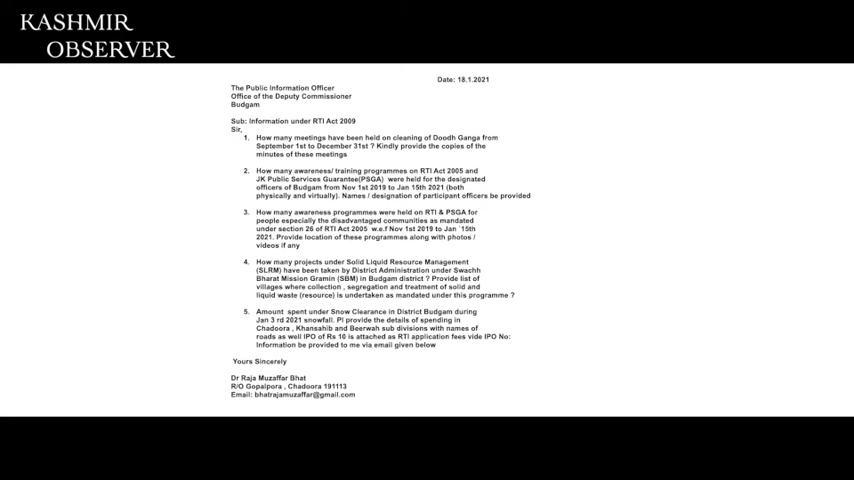 KASHMIR
OBSERVER
Date: 18.1.2021
The Public Information Officer
Office of the Deputy Commissioner
Budgam
Sub: Information under RTI Act 2009
Sir,
1. How many meetings have been held on cleaning of Doodh Ganga from
September 1st to December 31st ? Kindly provide the copies of the
minutes of these meetings
2. How many awareness/ training programmes on RTI Act 2005 and
JK Public Services Guarantee(PSGA) were held for the designated
officers of Budgam from Nov 1st 2019 to Jan 15th 2021 (both
physically and virtually). Names / designation of participant officers be provided
3. How many awareness programmes were held on RTI & PSGA for
people especially the disadvantaged communities as mandated
under section 26 of RTI Act 2005 w.e.f Nov 1st 2019 to Jan `15th
2021. Provide location of these programmes along with photos /
videos if any
4. How many projects under Solid Liquid Resource Management
(SLRM) have been taken by District Administration under Swachh
Bharat Mission Gramin (SBM) in Budgam district ? Provide list of
villages where collection , segregation and treatment of solid and
liquid waste (resource) is undertaken as mandated under this programme ?
5. Amount spent under Snow Clearance in District Budgam during
Jan 3 rd 2021 snowfall. Pl provide the details of spending in
Chadoora , Khansahib and Beerwah sub divisions with names of
roads as well IPO of Rs 10 is attached as RTI application fees vide IPO No:
Information be provided to me via email given below
Yours Sincerely
Dr Raja Muzaffar Bhat
R/O Gopalpora , Chadoora 191113
Email: bhatrajamuzaffar@gmail.com